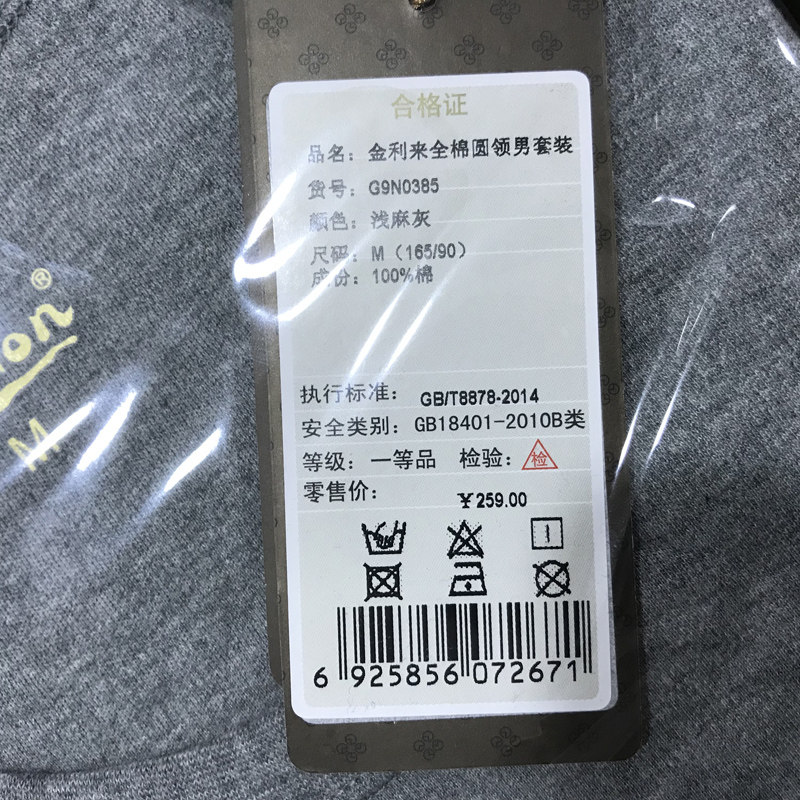 合格证
品名：金利来全棉圆领男套装
货号：G9N0385
颜色：浅麻灰
尺码：M（165/90）
成份：100%棉
执行标准：GB/T8878-2014
安全类别：GB18401-2010B类
等级：一等品 检验：检
零售价：￥259.00
6 925856 072671
on®
M